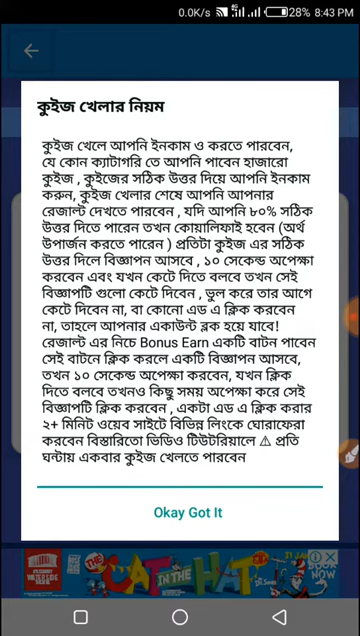 0.0K/s 4G 28% 8:43 PM
কুইজ খেলার নিয়ম
কুইজ খেলে আপনি ইনকাম ও করতে পারবেন,
যে কোন ক্যাটাগরি তে আপনি পাবেন হাজারো
কুইজ , কুইজের সঠিক উত্তর দিয়ে আপনি ইনকাম
করুন, কুইজ খেলার শেষে আপনি আপনার
রেজাল্ট দেখতে পারবেন , যদি আপনি ৮০% সঠিক
উত্তর দিতে পারেন তখন কোয়ালিফাই হবেন (অর্থ
উপার্জন করতে পারেন ) প্রতিটা কুইজ এর সঠিক
উত্তর দিলে বিজ্ঞাপন আসবে , ১০ সেকেন্ড অপেক্ষা
করবেন এবং যখন কেটে দিতে বলবে তখন সেই
বিজ্ঞাপটি গুলো কেটে দিবেন , ভুল করে তার আগে
কেটে দিবেন না, বা কোনো এড এ ক্লিক করবেন
না, তাহলে আপনার একাউন্ট ব্লক হয়ে যাবে!
রেজাল্ট এর নিচে Bonus Earn একটি বাটন পাবেন
সেই বাটনে ক্লিক করলে একটি বিজ্ঞাপন আসবে,
তখন ১০ সেকেন্ড অপেক্ষা করবেন, যখন ক্লিক
দিতে বলবে তখনও কিছু সময় অপেক্ষা করে সেই
বিজ্ঞাপটি ক্লিক করবেন , একটা এড এ ক্লিক করার
২+ মিনিট ওয়েব সাইটে বিভিন্ন লিংকে ঘোরাফেরা
করবেন বিস্তারিতো ভিডিও টিউটরিয়ালে ⚠ প্রতি
ঘন্টায় একবার কুইজ খেলতে পারবেন
Okay Got It
THE CAT IN THE HAT
BOOK
NOW